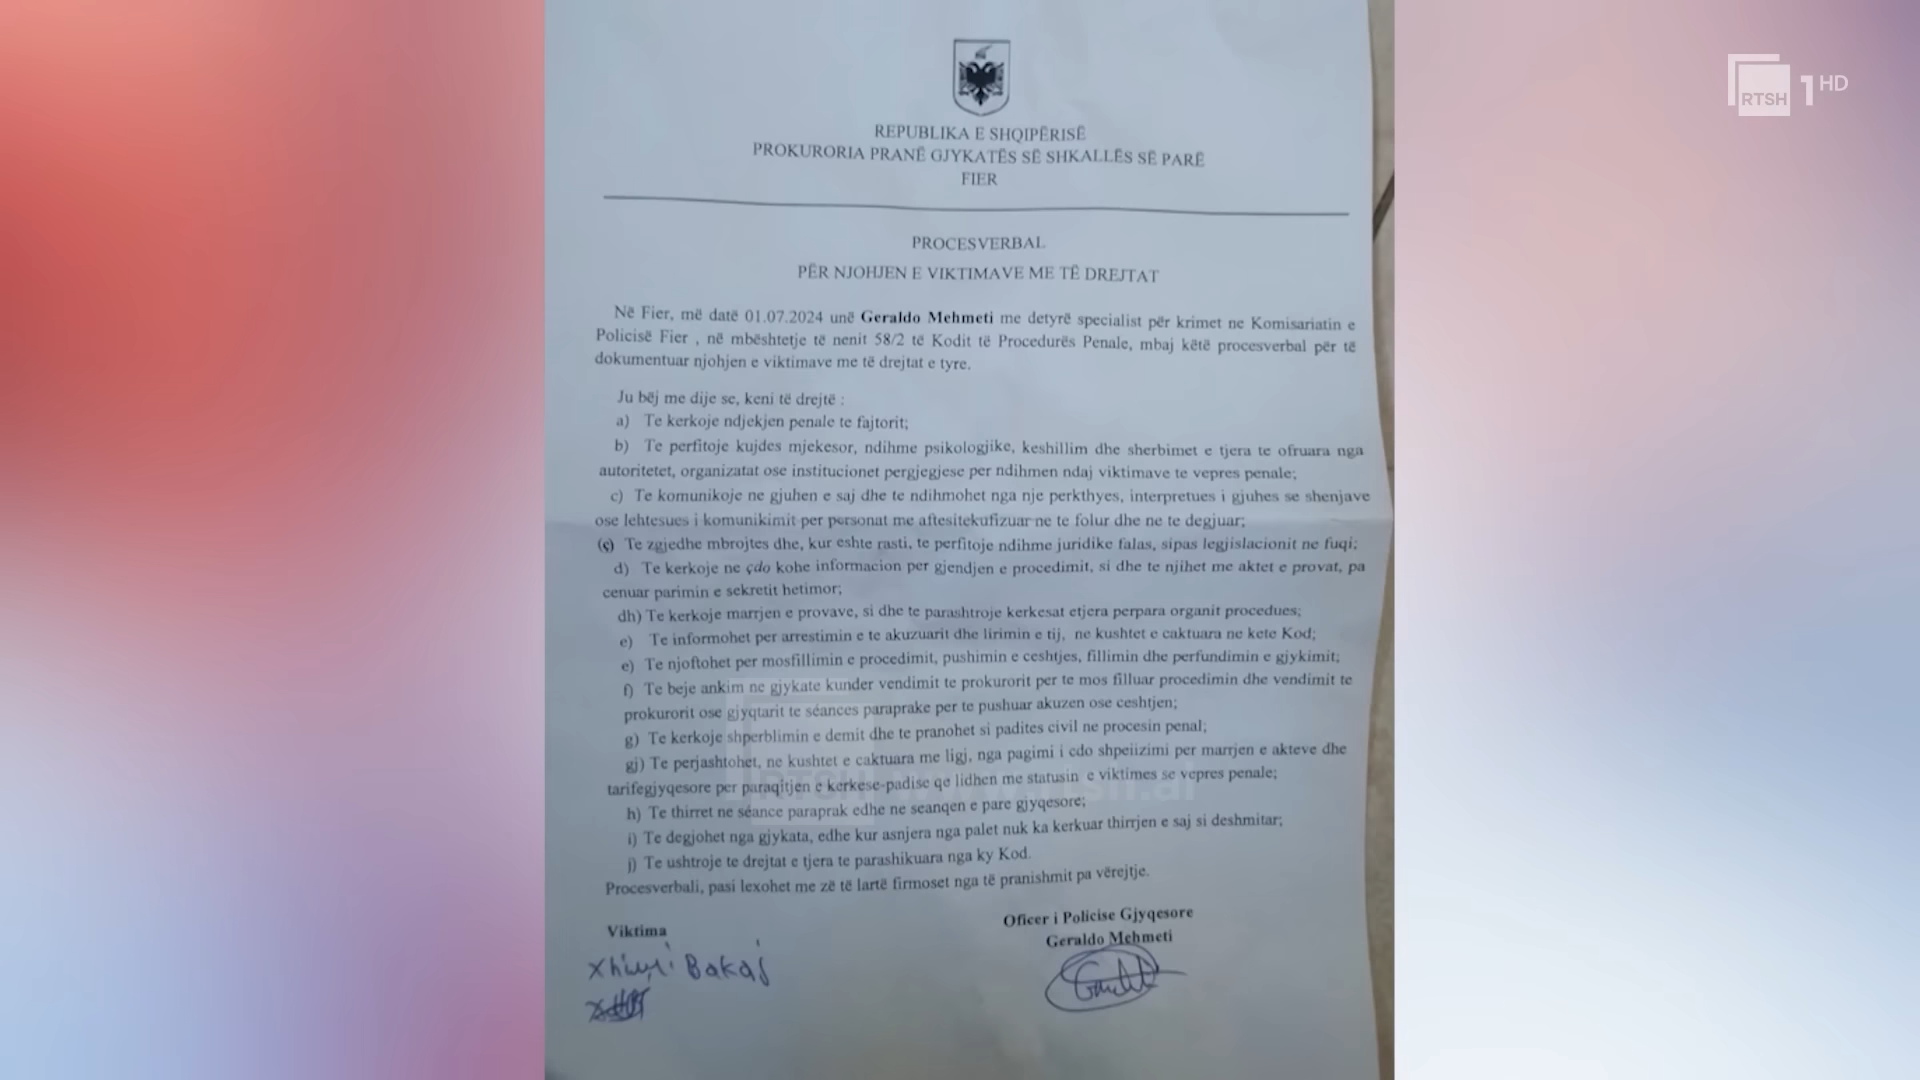 RTSH 1 HD
REPUBLIKA E SHQIPËRISË
PROKURORIA PRANË GJYKATËS SË SHKALLËS SË PARË
FIER
PROCESVERBAL
PËR NJOHJEN E VIKTIMAVE ME TË DREJTAT
Në Fier, më datë 01.07.2024 unë Geraldo Mehmeti me detyrë specialist për krimet ne Komisariatin e
Policisë Fier , në mbështetje të nenit 58/2 të Kodit të Procedurës Penale, mbaj këtë procesverbal për të
dokumentuar njohjen e viktimave me të drejtat e tyre.
Ju bëj me dije se, keni të drejtë :
a) Te kerkoje ndjekjen penale te fajtorit;
b) Te perfitoje kujdes mjekesor, ndihme psikologjike, keshillim dhe sherbimet e tjera te ofruara nga
autoritetet, organizatat ose institucionet pergjegjese per ndihmen ndaj viktimave te vepres penale;
c) Te komunikoje ne gjuhen e saj dhe te ndihmohet nga nje perkthyes, interpretues i gjuhes se shenjave
ose lehtesues i komunikimit per personat me aftesitekufizuar ne te folur dhe ne te degjuar;
(ç) Te zgjedhe mbrojtes dhe, kur eshte rasti, te perfitoje ndihme juridike falas, sipas legjislacionit ne fuqi;
d) Te kerkoje ne çdo kohe informacion per gjendjen e procedimit, si dhe te njihet me aktet e provat, pa
cenuar parimin e sekretit hetimor;
dh) Te kerkoje marrjen e provave, si dhe te parashtroje kerkesat etjera perpara organit procedues;
e) Te informohet per arrestimin e te akuzuarit dhe lirimin e tij, ne kushtet e caktuara ne kete Kod;
e) Te njoftohet per mosfillimin e procedimit, pushimin e ceshtjes, fillimin dhe perfundimin e gjykimit;
f) Te beje ankim ne gjykate kunder vendimit te prokurorit per te mos filluar procedimin dhe vendimit te
prokurorit ose gjyqtarit te séances paraprake per te pushuar akuzen ose ceshtjen;
g) Te kerkoje shperblimin e demit dhe te pranohet si padites civil ne procesin penal;
gj) Te perjashtohet, ne kushtet e caktuara me ligj, nga pagimi i cdo shpeiizimi per marrjen e akteve dhe
tarifegjyqesore per paraqitjen e kerkese-padise qe lidhen me statusin e viktimes se vepres penale;
h) Te thirret ne séance paraprak edhe ne seanqen e pare gjyqesore;
i) Te degjohet nga gjykata, edhe kur asnjera nga palet nuk ka kerkuar thirrjen e saj si deshmitar;
j) Te ushtroje te drejtat e tjera te parashikuara nga ky Kod.
Procesverbali, pasi lexohet me zë të lartë firmoset nga të pranishmit pa vërejtje.
Viktima
Bakaj
Oficer i Policise Gjyqesore
Geraldo Mehmeti
RTSH www.rtsh.al